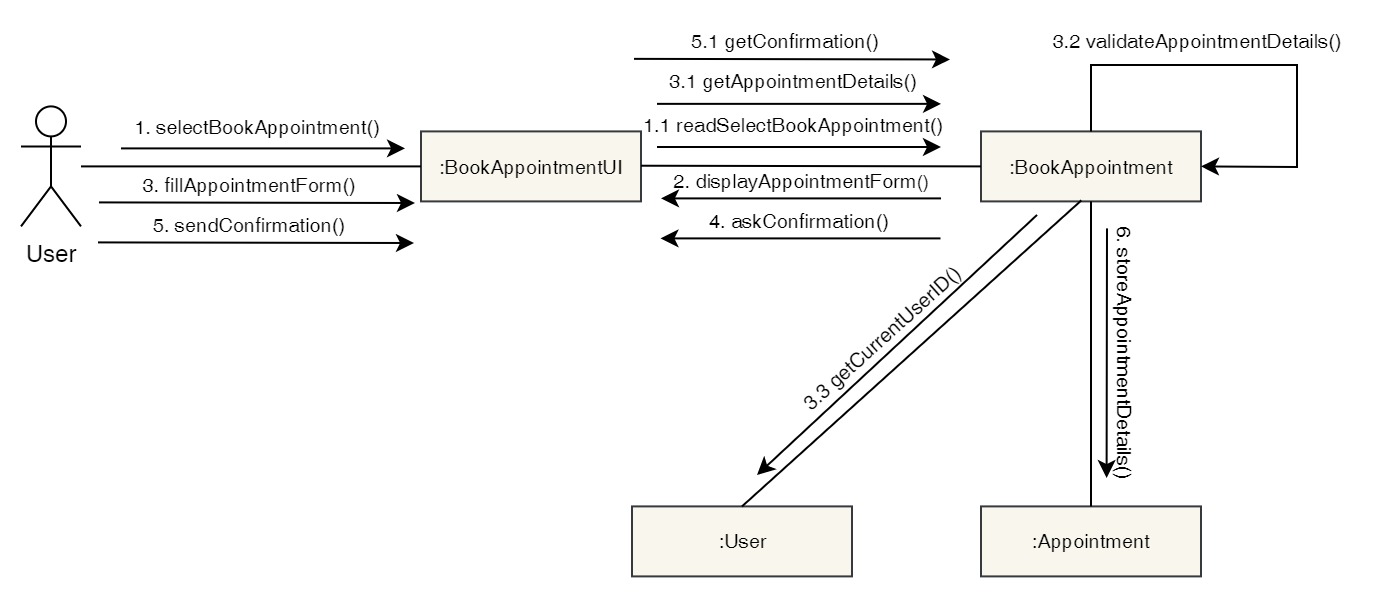 5.1 getConfirmation()
3.2 validateAppointmentDetails()
3.1 getAppointmentDetails()
1. selectBookAppointment()
1.1 readSelectBookAppointment()
:BookAppointmentUI
:BookAppointment
3. fillAppointmentForm()
2. displayAppointmentForm()
5. sendConfirmation()
4. askConfirmation()
User
3.3 getCurrentUserID()
6. storeAppointmentDetails()
:User
:Appointment